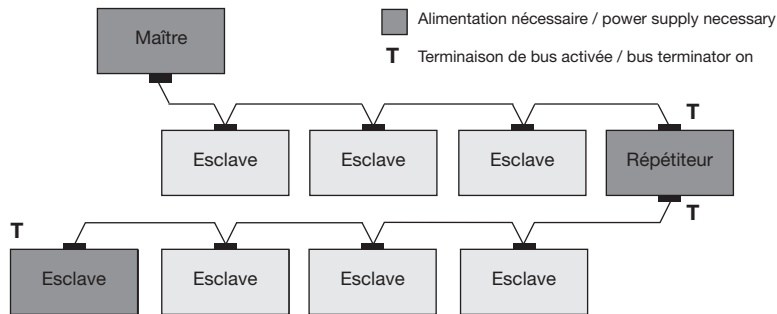 Maître
Alimentation nécessaire / power supply necessary
T Terminaison de bus activée / bus terminator on
T
Esclave Esclave Esclave Répétiteur
T
T
Esclave Esclave Esclave Esclave